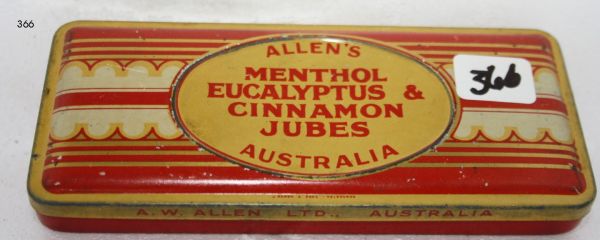 366
ALLEN'S
MENTHOL
EUCALYPTUS &
CINNAMON
JUBES
AUSTRALIA
366
A. W. ALLEN LTD., AUSTRALIA